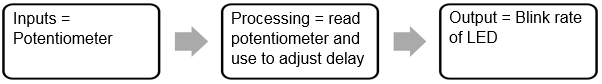 Inputs =
Potentiometer
Processing = read
potentiometer and
use to adjust delay
Output = Blink rate
of LED